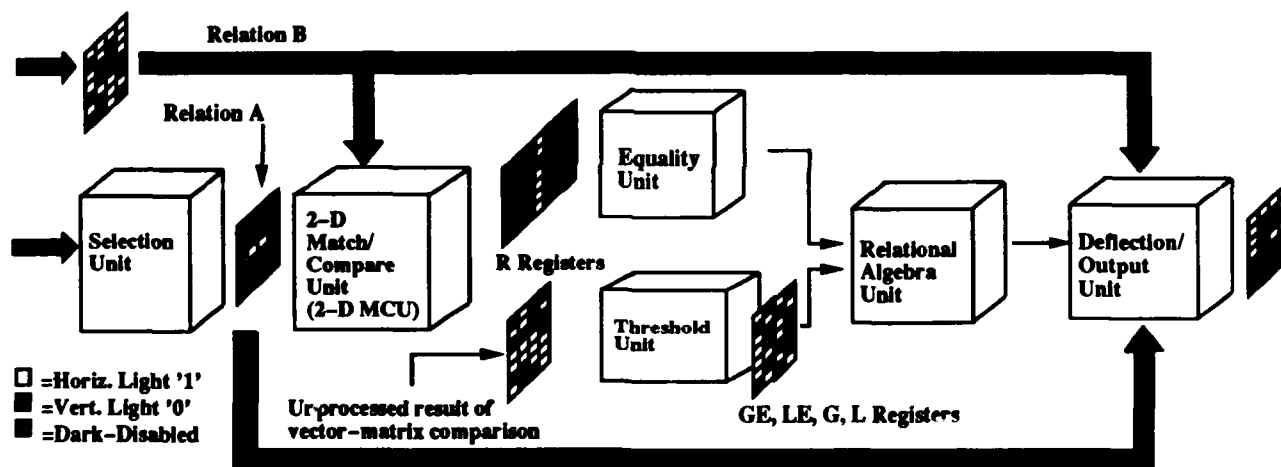 Relation B
Relation A
Selection
Unit
2-D
Match/
Compare
Unit
(2-D MCU)
R Registers
Equality
Unit
Threshold
Unit
Relational
Algebra
Unit
Deflection/
Output
Unit
=Horiz. Light '1'
=Vert. Light '0'
=Dark-Disabled
Ur-processed result of
vector-matrix comparison
GE, LE, G, L Registers